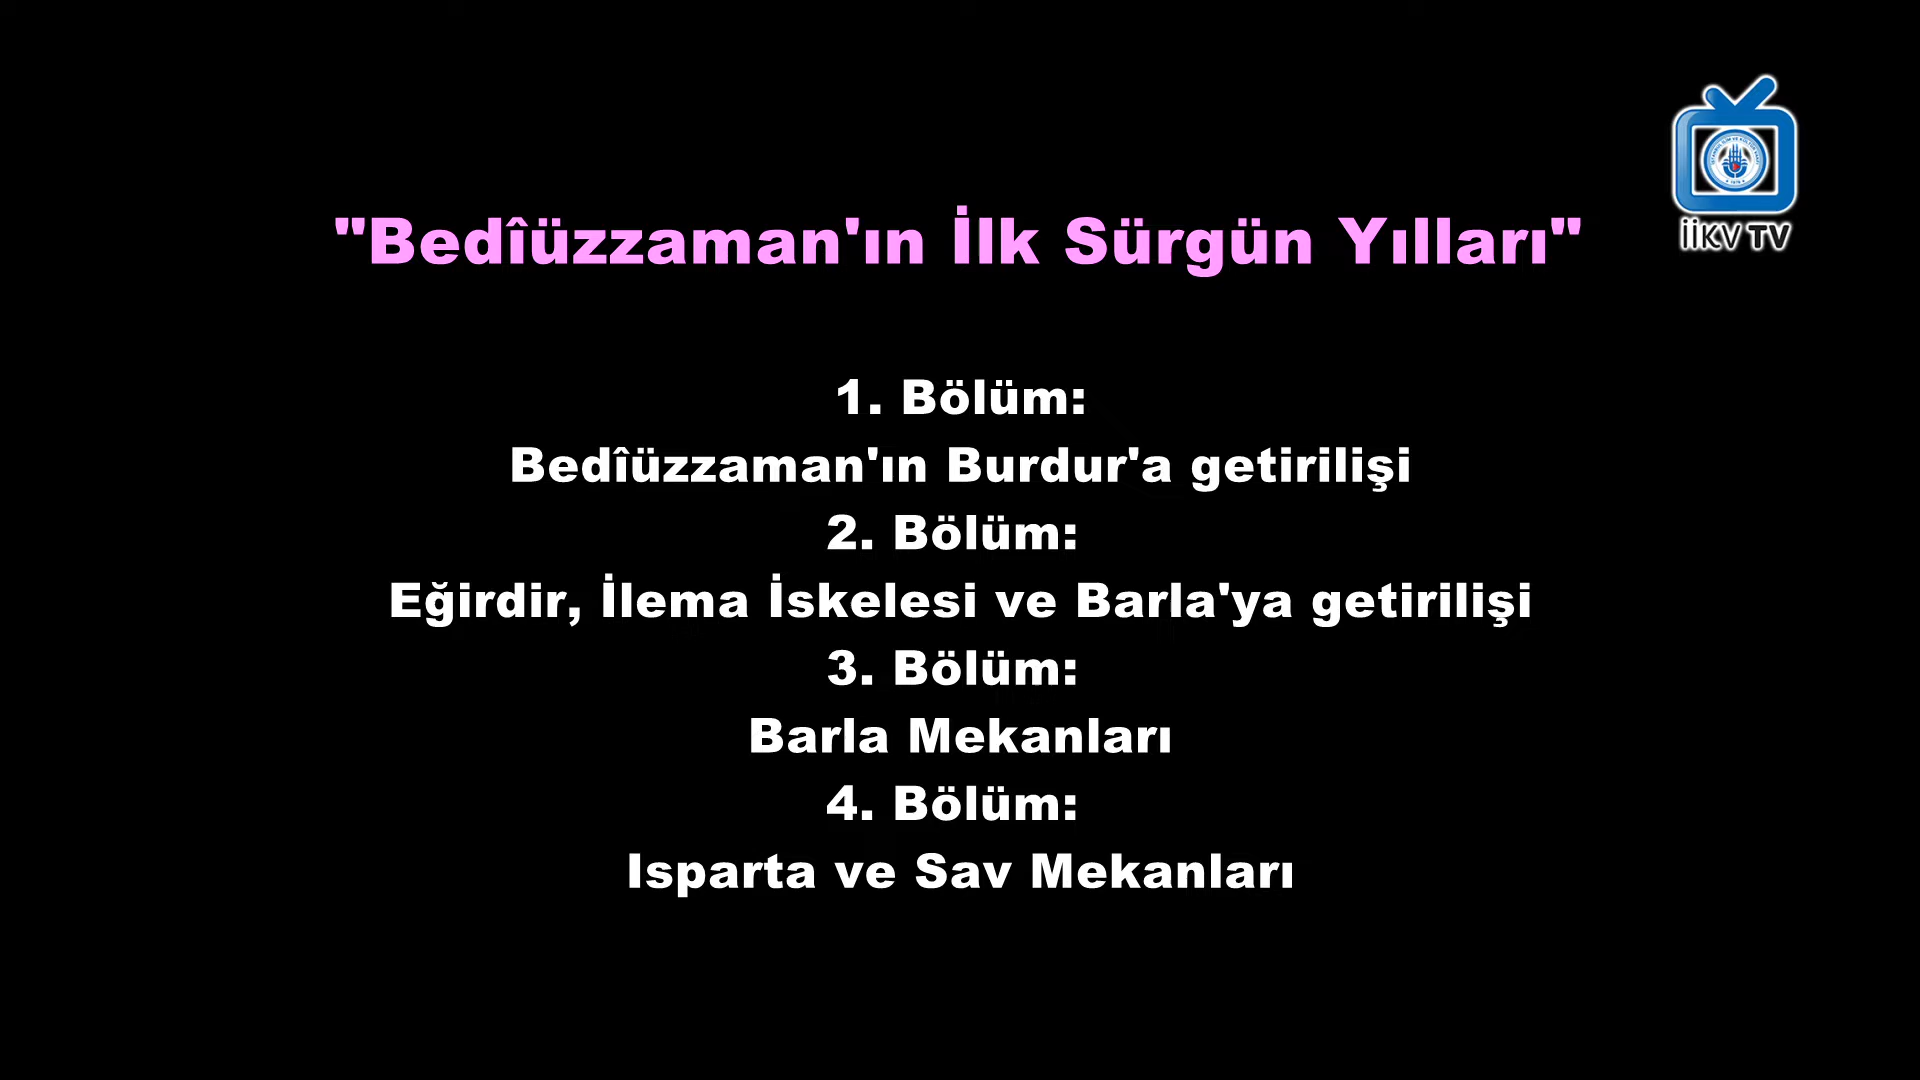 "Bedîüzzaman'ın İlk Sürgün Yılları"
1. Bölüm:
Bedîüzzaman'ın Burdur'a getirilişi
2. Bölüm:
Eğirdir, İlema İskelesi ve Barla'ya getirilişi
3. Bölüm:
Barla Mekanları
4. Bölüm:
Isparta ve Sav Mekanları
iiKV TV